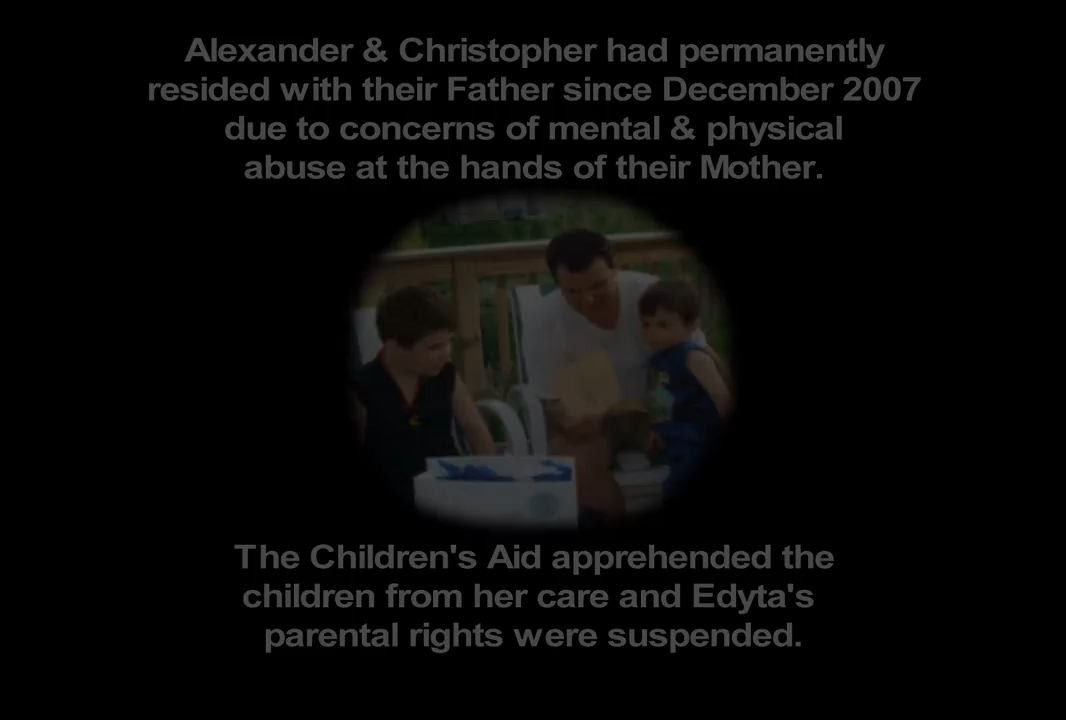 Alexander & Christopher had permanently
resided with their Father since December 2007
due to concerns of mental & physical
abuse at the hands of their Mother.
The Children's Aid apprehended the
children from her care and Edyta's
parental rights were suspended.